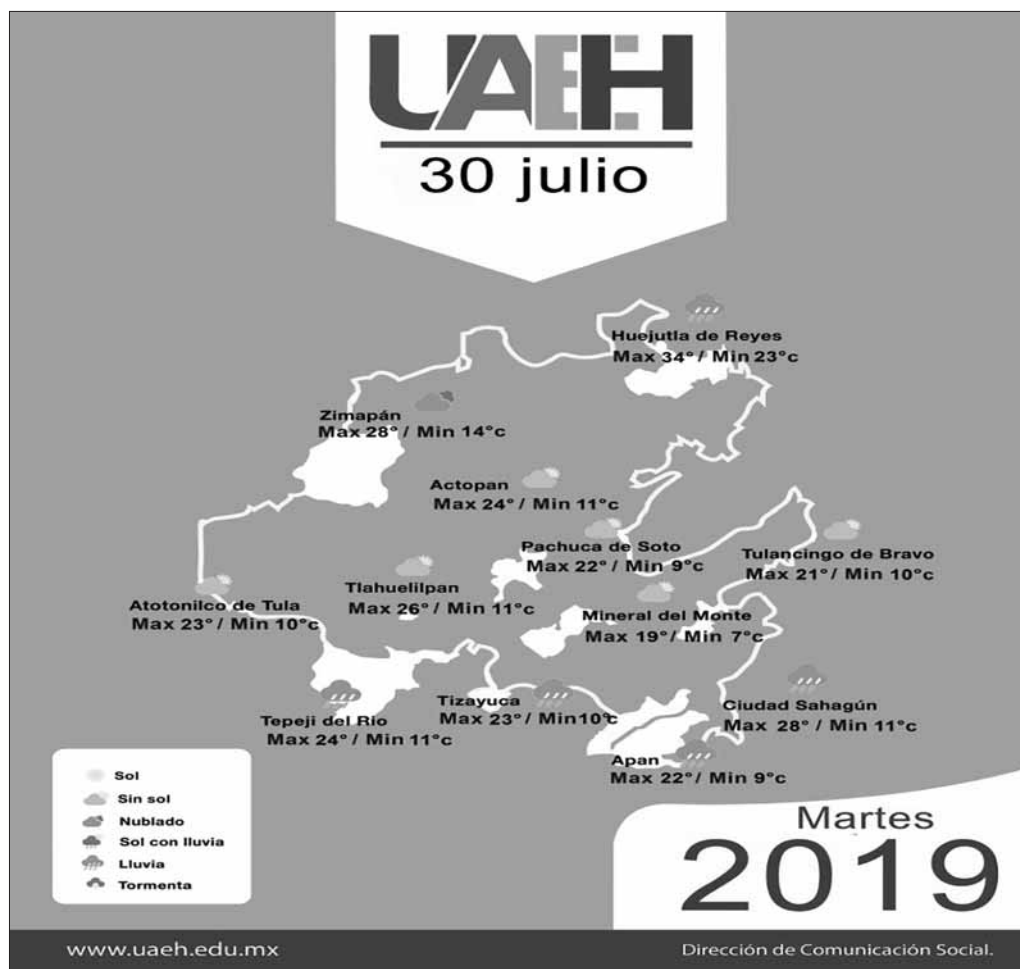 UAEH
30 julio
Huejutla de Reyes
Max 34° / Min 23°c
Zimapán
Max 28° / Min 14°c
Actopan
Max 24° / Min 11°c
Pachuca de Soto
Max 22° / Min 9°c
Tulancingo de Bravo
Max 21° / Min 10°c
Tlahuelilpan
Max 26° / Min 11°c
Atotonilco de Tula
Max 23° / Min 10°c
Mineral del Monte
Max 19° / Min 7°c
Tepeji del Rio
Max 24° / Min 11°c
Tizayuca
Max 23° / Min10°c
Ciudad Sahagún
Max 28° / Min 11°c
Apan
Max 22° / Min 9°c
Sol
Sin sol
Nublado
Sol con lluvia
Lluvia
Tormenta
Martes
2019
www.uaeh.edu.mx
Dirección de Comunicación Social.